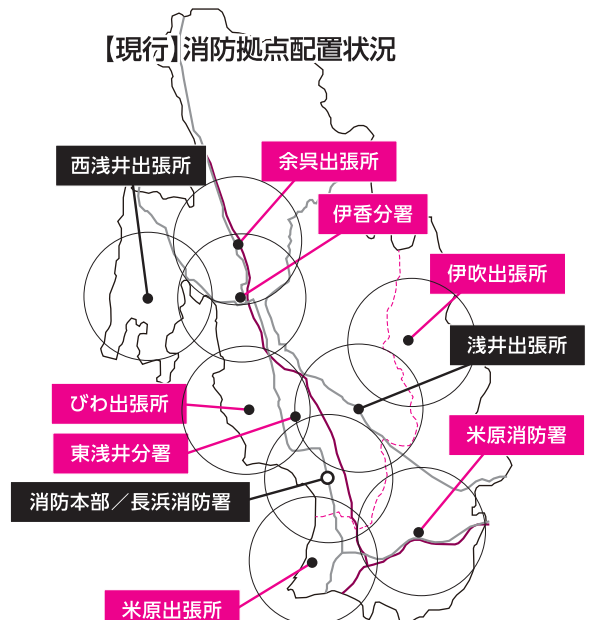 【現行】消防拠点配置状況
西浅井出張所
余呉出張所
伊香分署
伊吹出張所
浅井出張所
びわ出張所
米原消防署
東浅井分署
消防本部／長浜消防署
米原出張所